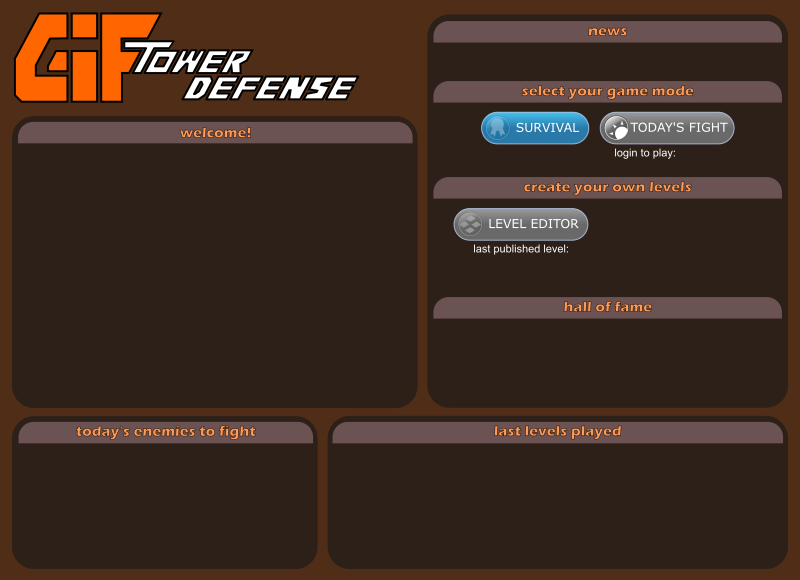 GiF TOWER
DEFENSE
welcome!
news
select your game mode
SURVIVAL
TODAY'S FIGHT
login to play:
create your own levels
LEVEL EDITOR
last published level:
hall of fame
today's enemies to fight
last levels played